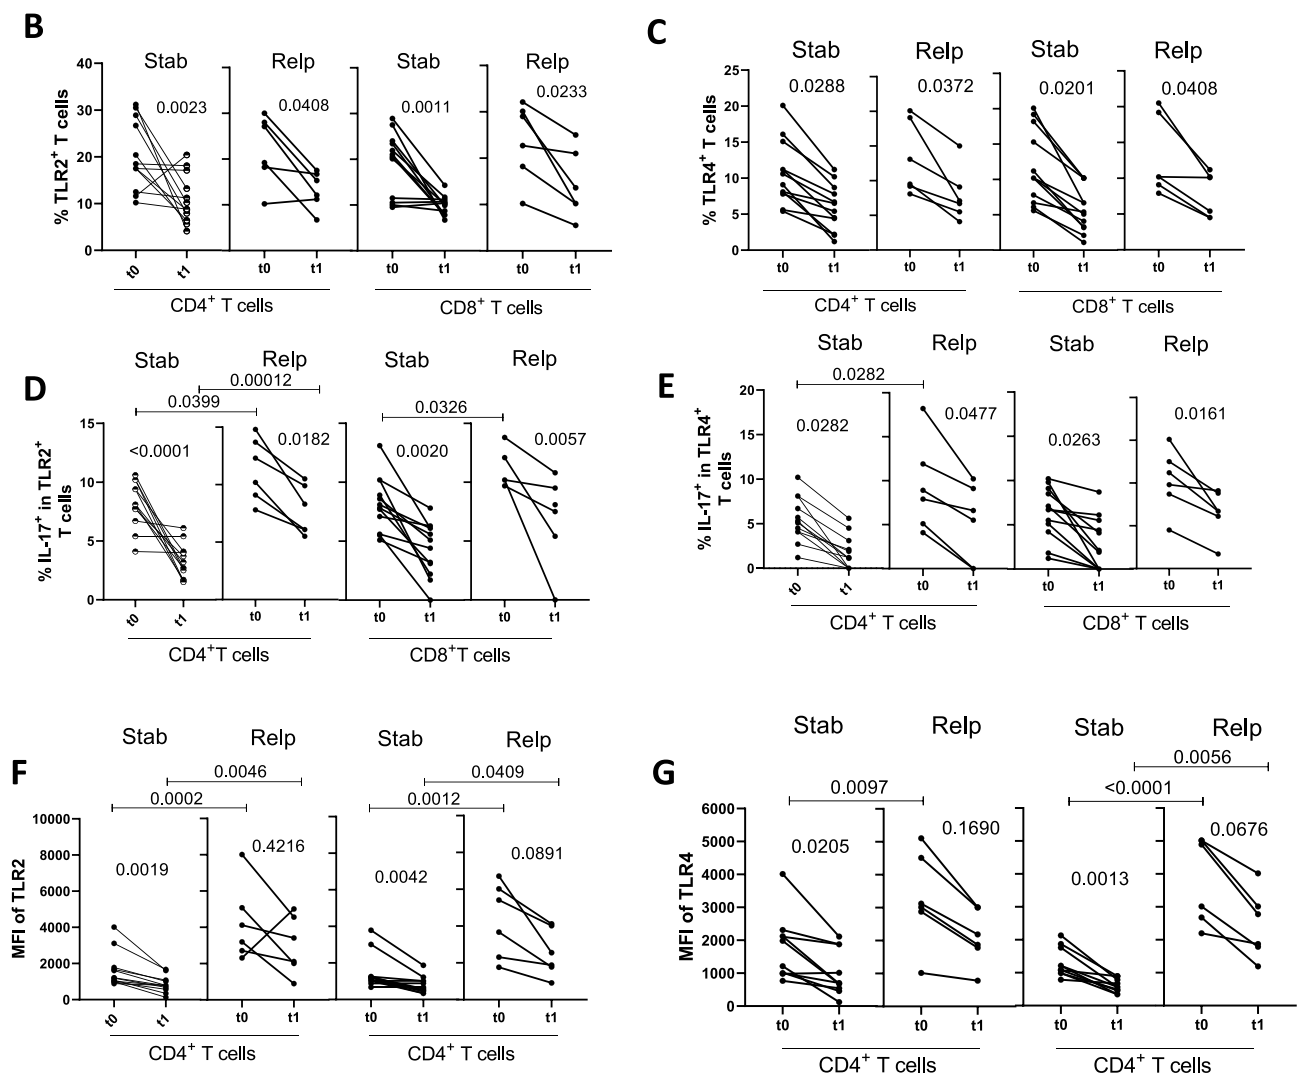 B
Stab Relp Stab Relp
% TLR2+ T cells
40
30
20
10
0
0.0023 0.0408 0.0011 0.0233
t0 t1 t0 t1 t0 t1 t0 t1
CD4+ T cells CD8+ T cells
C
Stab Relp Stab Relp
% TLR4+ T cells
25
20
15
10
5
0
0.0288 0.0372 0.0201 0.0408
t0 t1 t0 t1 t0 t1 t0 t1
CD4+ T cells CD8+ T cells
D
Stab Relp Stab Relp
0.00012
0.0399 0.0326
% IL-17+ in TLR2+
T cells
15
10
5
0
<0.0001 0.0182 0.0020 0.0057
t0 t1 t0 t1 t0 t1 t0 t1
CD4+T cells CD8+T cells
E
Stab Relp Stab Relp
0.0282
% IL-17+ in TLR4+
T cells
20
15
10
5
0
0.0282 0.0477 0.0263 0.0161
t0 t1 t0 t1 t0 t1 t0 t1
CD4+ T cells CD8+ T cells
F
Stab Relp Stab Relp
0.0046 0.0409
0.0002 0.0012
MFI of TLR2
10000
8000
6000
4000
2000
0
0.0019 0.4216 0.0042 0.0891
t0 t1 t0 t1 t0 t1 t0 t1
CD4+ T cells CD4+ T cells
G
Stab Relp Stab Relp
0.0056
0.0097 <0.0001
MFI of TLR4
6000
5000
4000
3000
2000
1000
0
0.0205 0.1690 0.0013 0.0676
t0 t1 t0 t1 t0 t1 t0 t1
CD4+ T cells CD4+ T cells